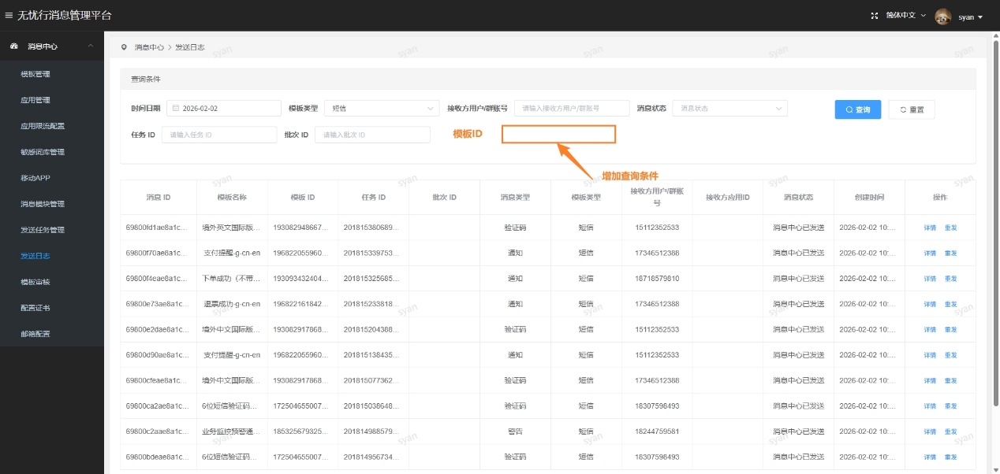 无忧行消息管理平台
简体中文
syan
消息中心
模板管理
应用管理
应用限流配置
敏感词库管理
移动APP
消息模块管理
发送任务管理
发送日志
模板审核
配置证书
邮箱配置
消息中心 > 发送日志
查询条件
时间日期 2026-02-02 模板类型 短信 接收方用户/群账号 请输入接收方用户/群账号 消息状态 消息状态 查询 重置
任务 ID 请输入任务 ID 批次 ID 请输入批次 ID 模板ID
增加查询条件
消息 ID 模板名称 模板 ID 任务 ID 批次 ID 消息类型 模板类型 接收方用户/群账号 接收方应用ID 消息状态 创建时间 操作
69800fd1ae8a1c... 境外英文国际版... 193082948667... 201815380689... 验证码 短信 15112352533 消息中心已发送 2026-02-02 10:... 详情 重发
69800f70ae8a1c... 支付提醒-g-cn-en 196822055960... 201815339753... 通知 短信 17346512388 消息中心已发送 2026-02-02 10:... 详情 重发
69800f4eae8a1c... 下单成功（不带... 193093432404... 201815325685... 通知 短信 18718579810 消息中心已发送 2026-02-02 10:... 详情 重发
69800e73ae8a1c... 退票成功-g-cn-en 196822161842... 201815233818... 通知 短信 17346512388 消息中心已发送 2026-02-02 10:... 详情 重发
69800e2dae8a1c... 境外中文国际版... 193082917868... 201815204388... 验证码 短信 15112352533 消息中心已发送 2026-02-02 10:... 详情 重发
69800d90ae8a1c... 支付提醒-g-cn-en 196822055960... 201815138435... 通知 短信 15112352533 消息中心已发送 2026-02-02 10:... 详情 重发
69800cfeae8a1c... 境外中文国际版... 193082917868... 201815077362... 验证码 短信 17346512388 消息中心已发送 2026-02-02 10:... 详情 重发
69800ca2ae8a1c... 6位短信验证码... 172504655007... 201815038648... 验证码 短信 18307598493 消息中心已发送 2026-02-02 10:... 详情 重发
69800c2aae8a1c... 业务监控预警通... 185325679325... 201814988579... 警告 短信 18244759581 消息中心已发送 2026-02-02 10:... 详情 重发
69800bdeae8a1c... 6位短信验证码... 172504655007... 201814956734... 验证码 短信 18307598493 消息中心已发送 2026-02-02 10:... 详情 重发